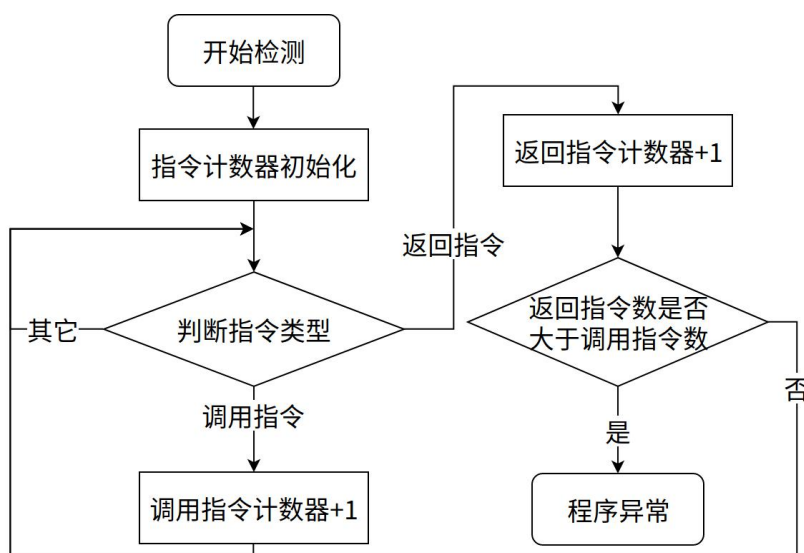 开始检测
指令计数器初始化
判断指令类型
其它
调用指令
调用指令计数器+1
返回指令
返回指令计数器+1
返回指令数是否
大于调用指令数
是
否
程序异常